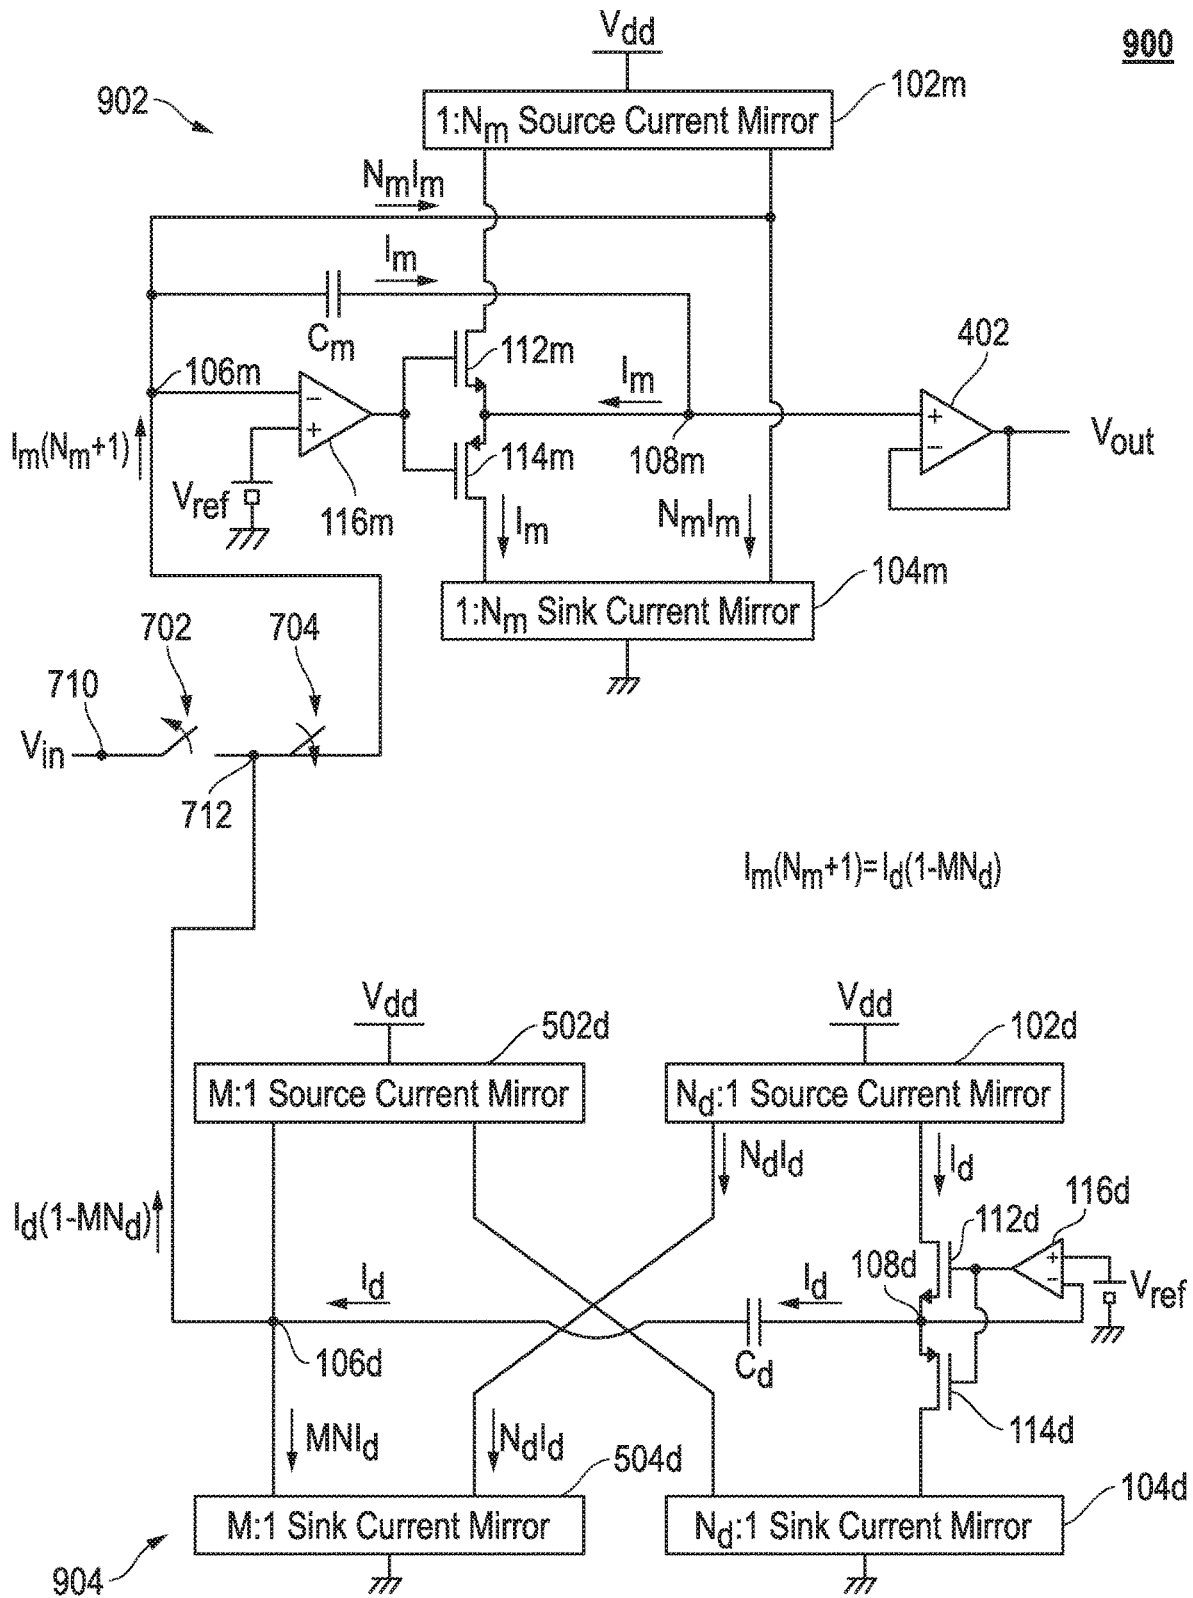 900
Vdd
902
102m
1:Nm Source Current Mirror
NmIm
Im
Cm
112m
402
106m
Im
Im(Nm+1)
Vref
116m
114m
108m
Vout
Im
NmIm
104m
1:Nm Sink Current Mirror
702
704
710
Vin
712
Im(Nm+1)=Id(1-MNd)
Vdd
502d
Vdd
102d
M:1 Source Current Mirror
Nd:1 Source Current Mirror
NdId
Id
116d
112d
Id(1-MNd)
Id
Id
108d
Vref
106d
Cd
114d
MNId
NdId
504d
104d
M:1 Sink Current Mirror
Nd:1 Sink Current Mirror
904